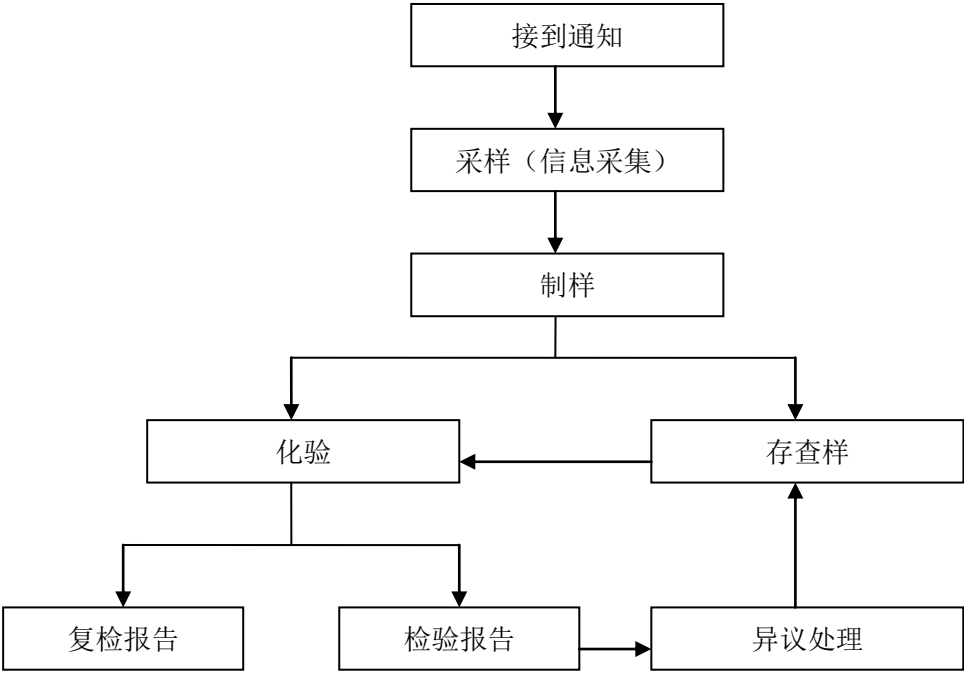 接到通知
采样（信息采集）
制样
化验
存查样
复检报告
检验报告
异议处理